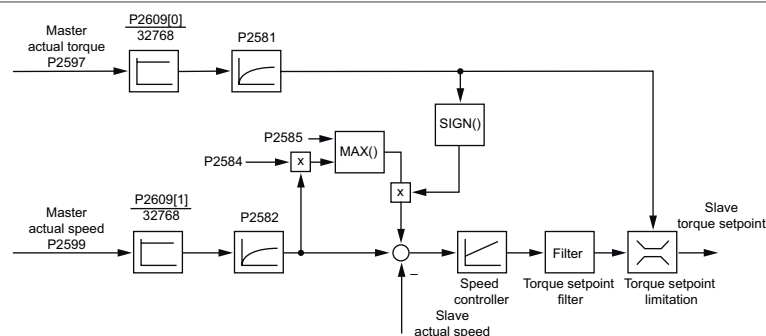 Master
actual torque
P2597
P2609[0]
32768
P2581
SIGN()
P2585
MAX()
P2584
x
x
Master
actual speed
P2599
P2609[1]
32768
P2582
Slave
torque setpoint
–
Speed
controller
Filter
Torque setpoint
filter
Torque setpoint
limitation
Slave
actual speed